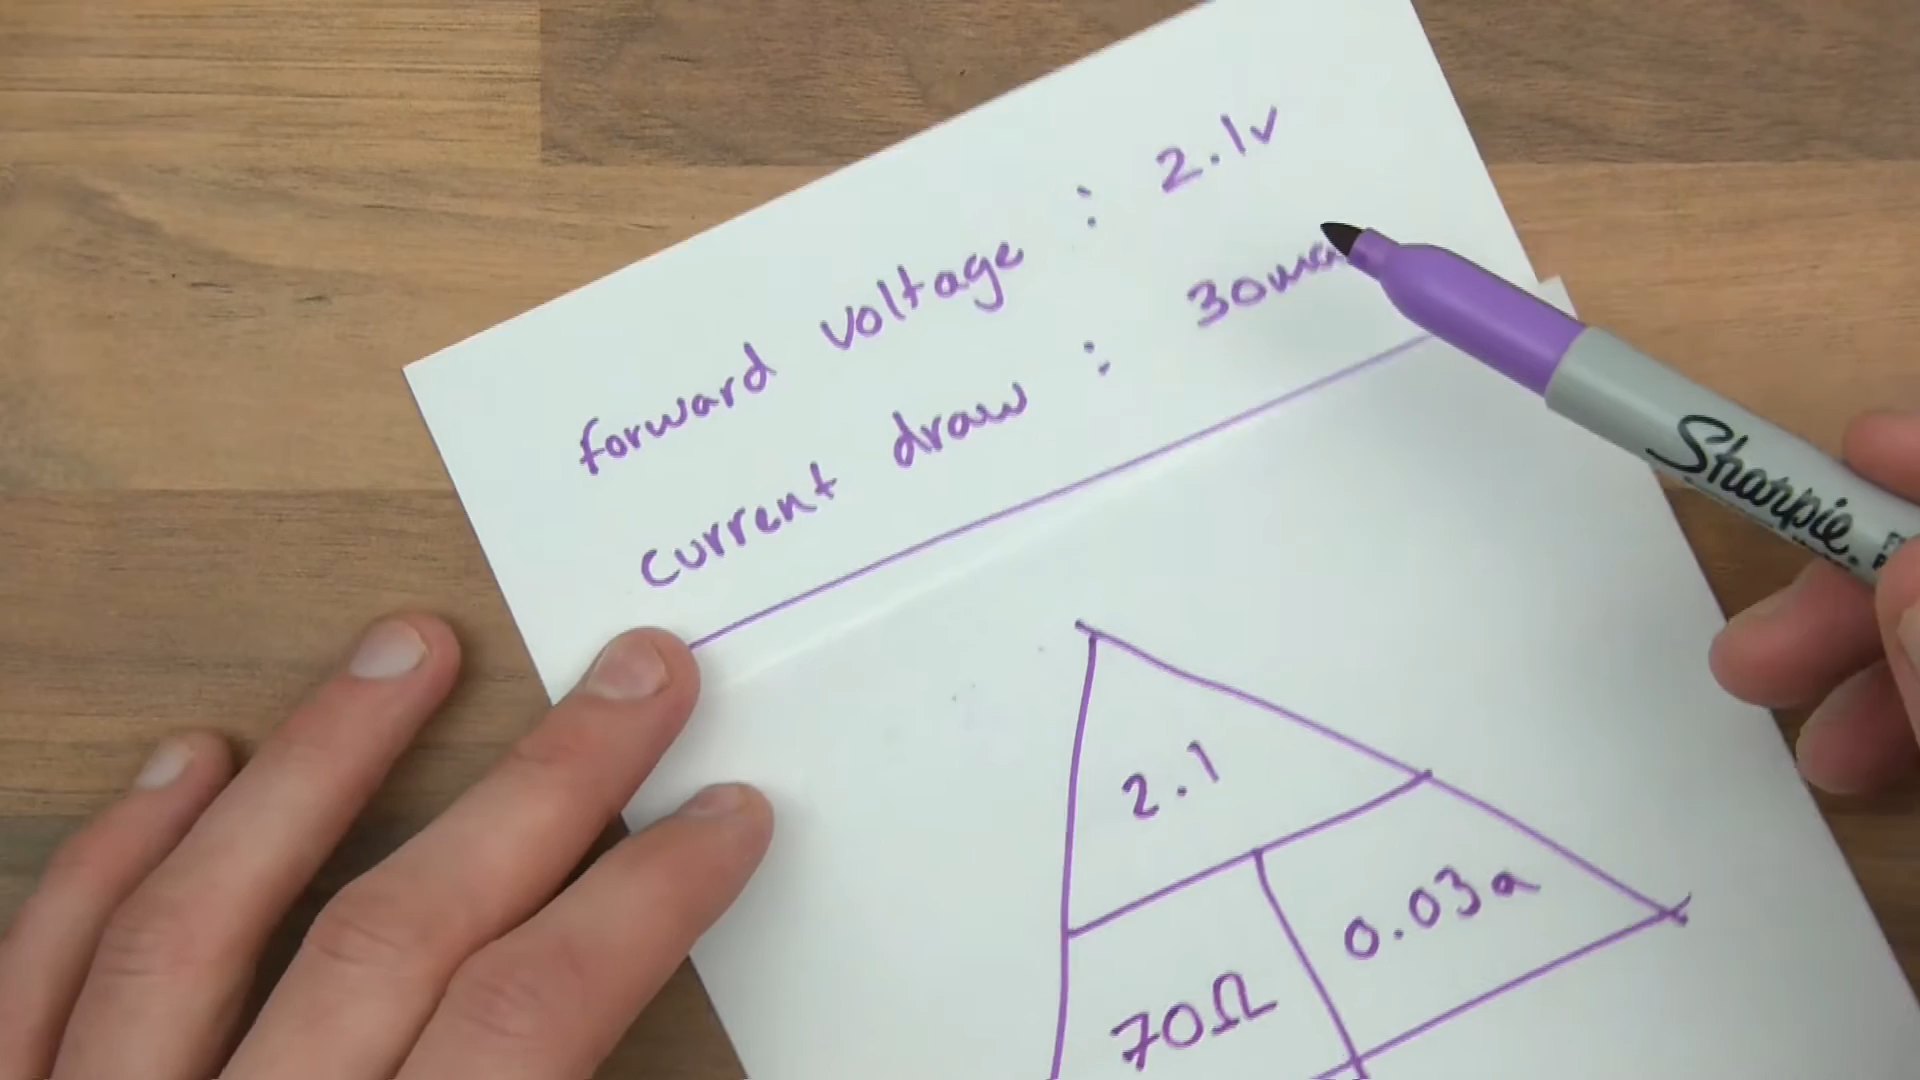 forward voltage : 2.1v
current draw : 30ma
2.1
70Ω 0.03a
Sharpie.